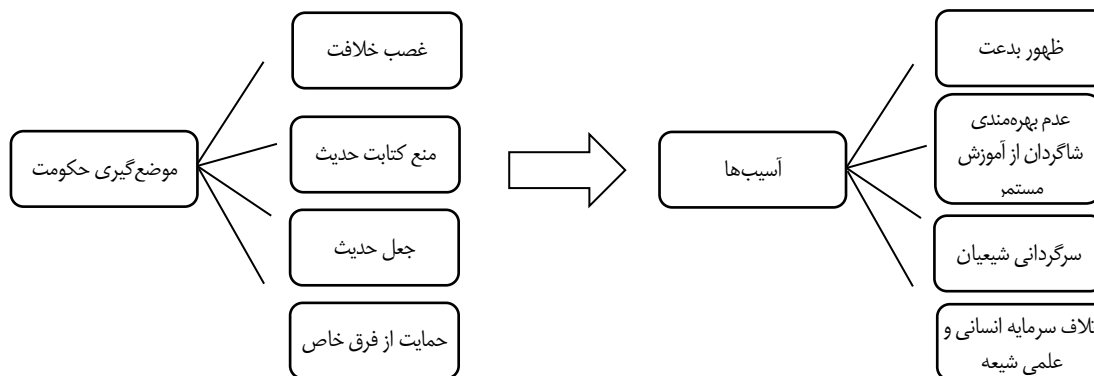 موضع‌گیری حکومت
غصب خلافت
منع کتابت حدیث
جعل حدیث
حمایت از فرق خاص
آسیب‌ها
ظهور بدعت
عدم بهره‌مندی
شاگردان از آموزش
مستمر
سرگردانی شیعیان
تلاف سرمایه انسانی و
علمی شیعه